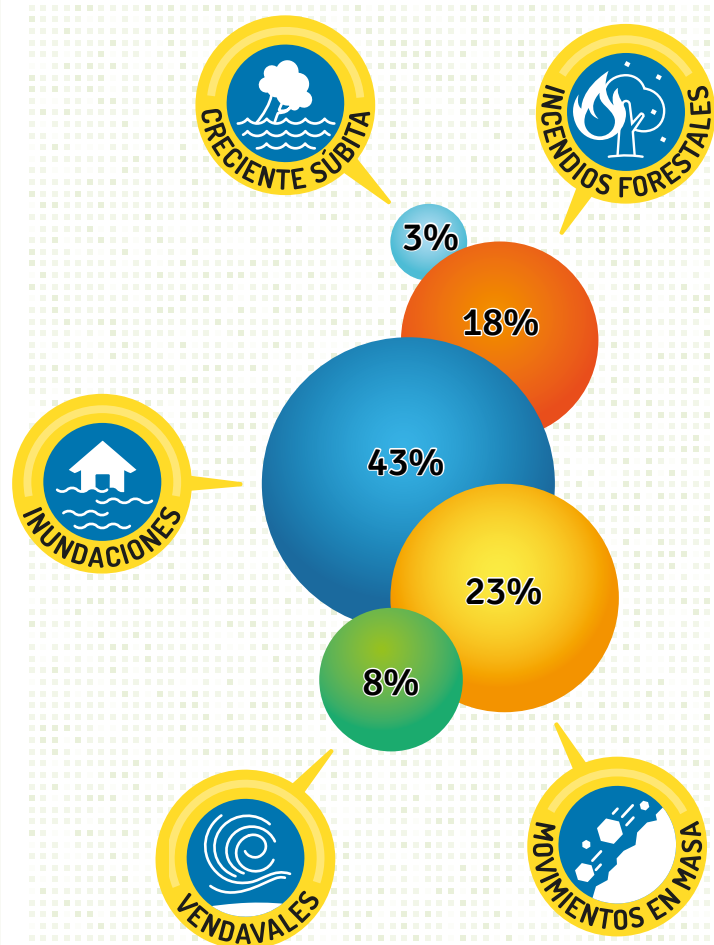 CRECIENTE SÚBITA
INCENDIOS FORESTALES
3%
18%
43%
INUNDACIONES
23%
8%
VENDAVALES
MOVIMIENTOS EN MASA